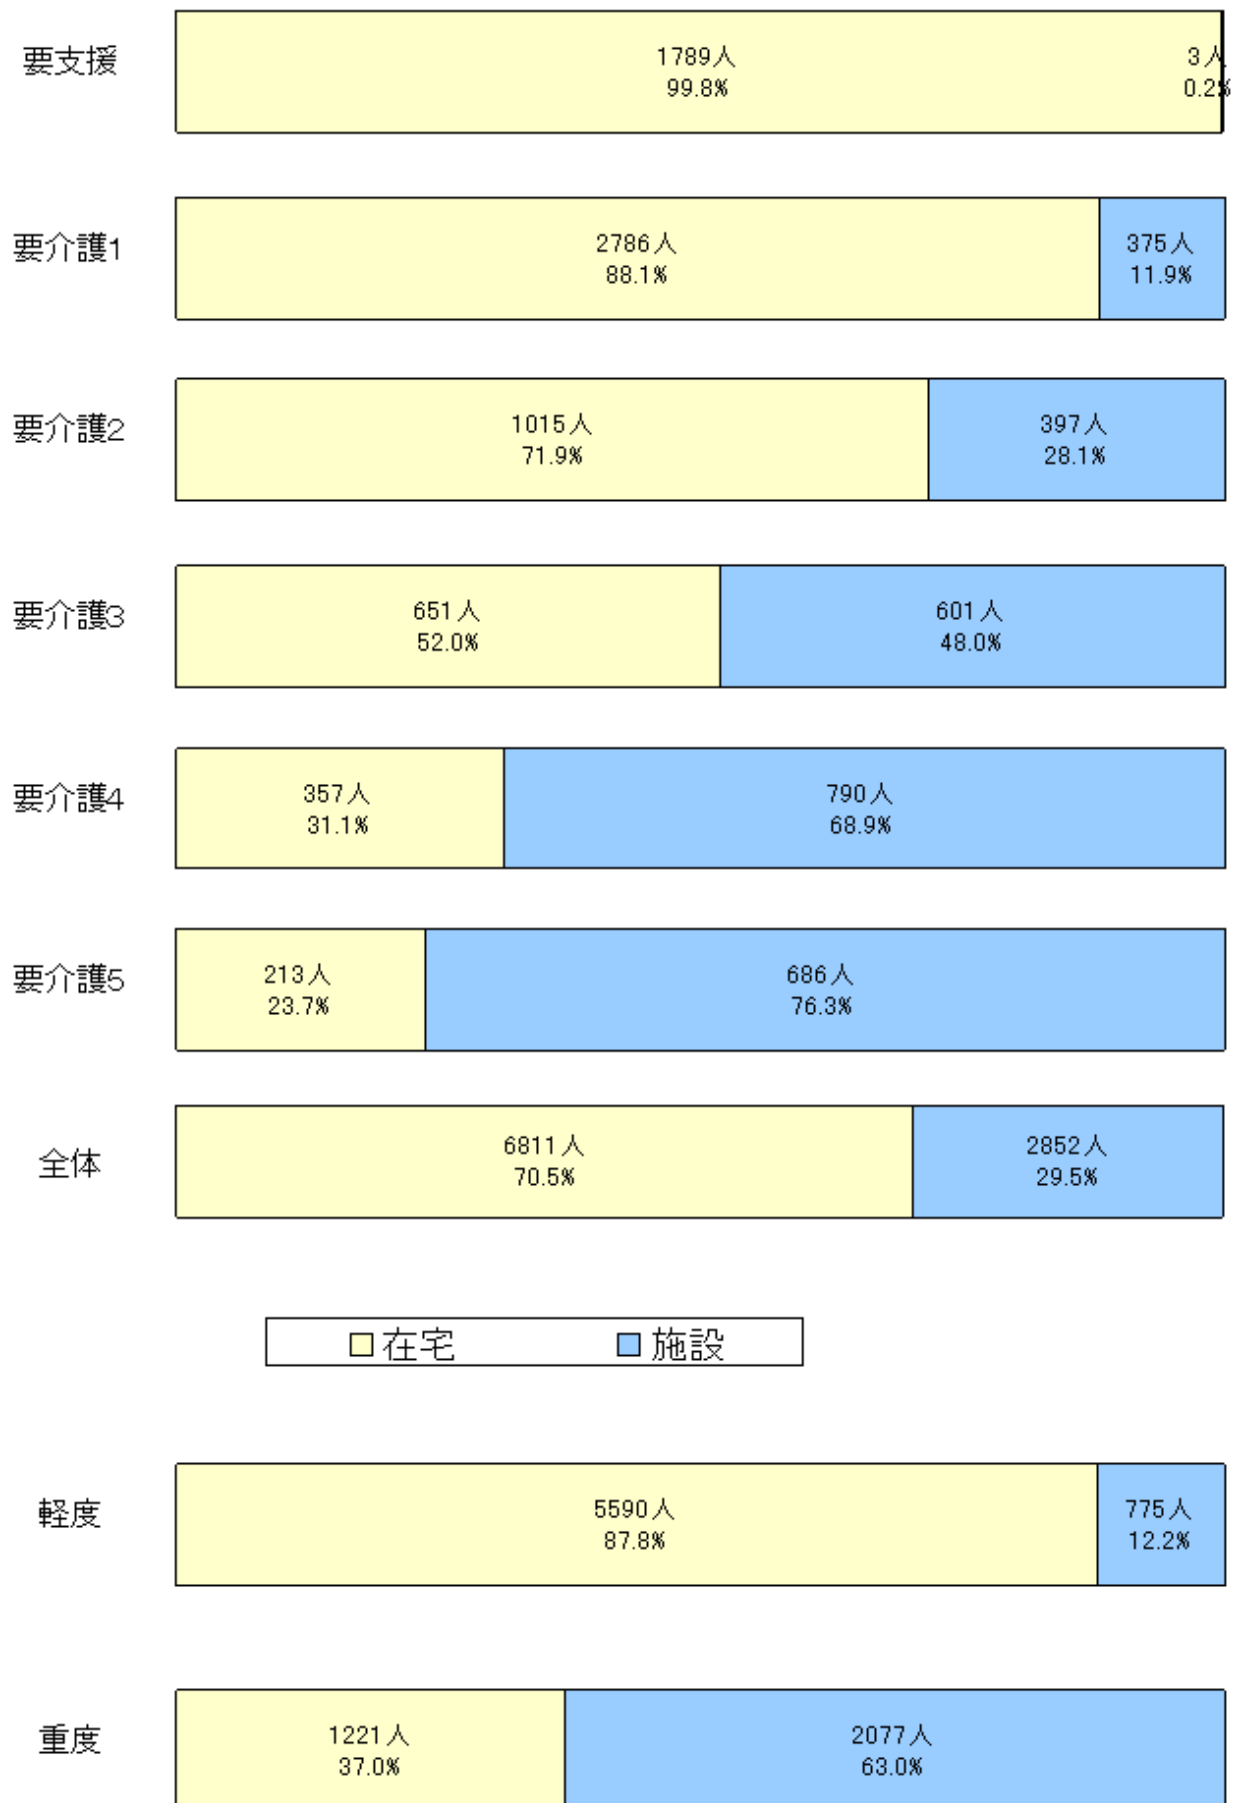 要支援
1789人
99.8%
3人
0.2%
要介護1
2786人
88.1%
375人
11.9%
要介護2
1015人
71.9%
397人
28.1%
要介護3
651人
52.0%
601人
48.0%
要介護4
357人
31.1%
790人
68.9%
要介護5
213人
23.7%
686人
76.3%
全体
6811人
70.5%
2852人
29.5%
在宅
施設
軽度
5590人
87.8%
775人
12.2%
重度
1221人
37.0%
2077人
63.0%